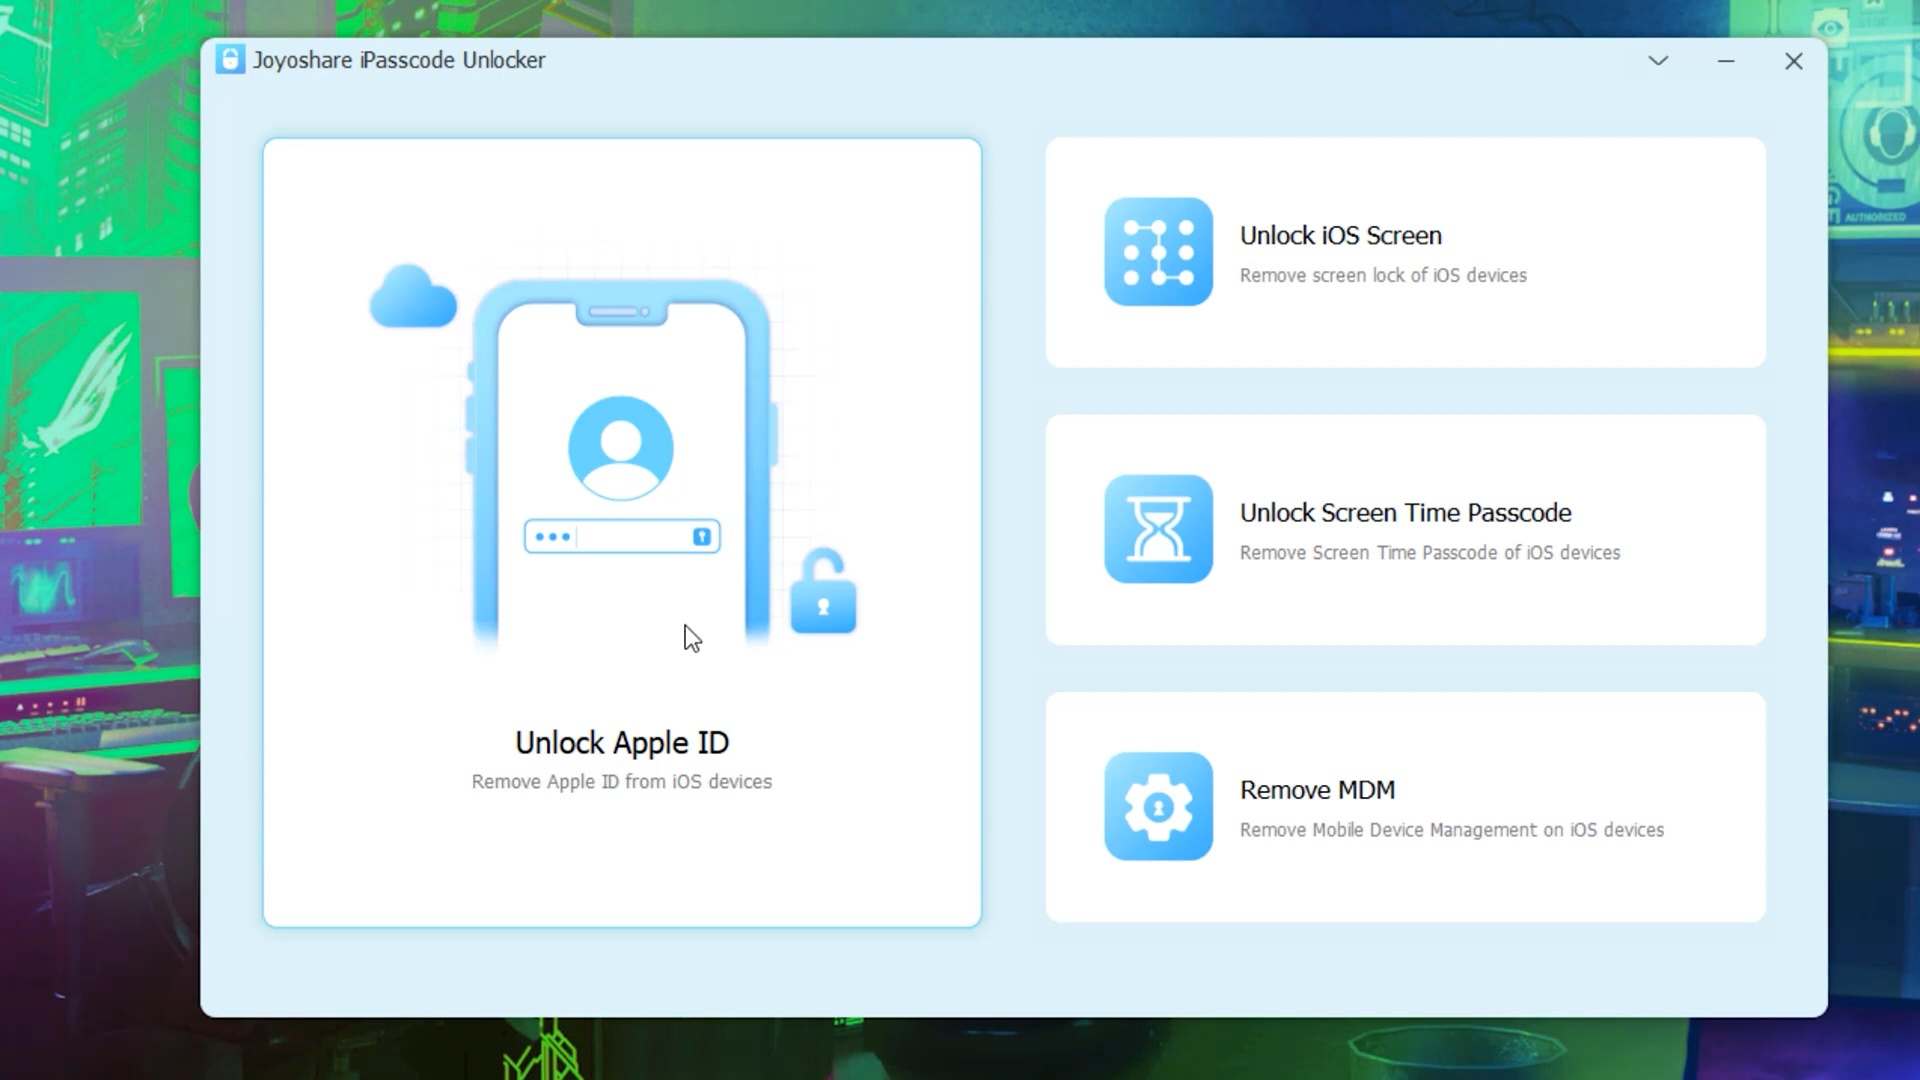 Joyoshare iPasscode Unlocker
Unlock Apple ID
Remove Apple ID from iOS devices
Unlock iOS Screen
Remove screen lock of iOS devices
Unlock Screen Time Passcode
Remove Screen Time Passcode of iOS devices
Remove MDM
Remove Mobile Device Management on iOS devices
AUTHORIZED